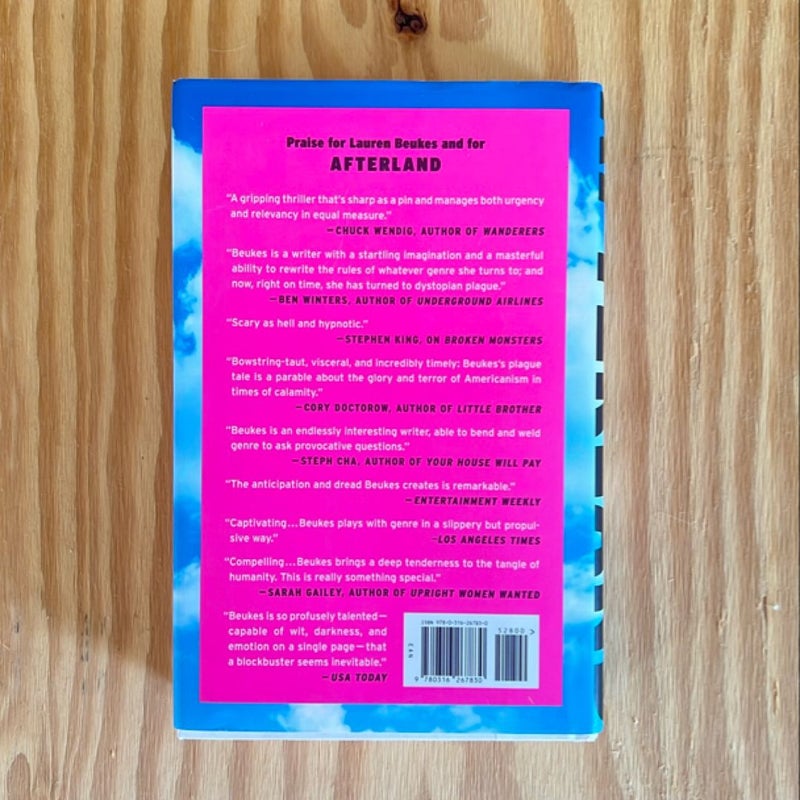 Praise for Lauren Beukes and for
AFTERLAND
"A gripping thriller that's sharp as a pin and manages both urgency
and relevancy in equal measure."
—CHUCK WENDIG, AUTHOR OF WANDERERS
"Beukes is a writer with a startling imagination and a masterful
ability to rewrite the rules of whatever genre she turns to; and
now, right on time, she has turned to dystopian plague."
—BEN WINTERS, AUTHOR OF UNDERGROUND AIRLINES
"Scary as hell and hypnotic."
—STEPHEN KING, ON BROKEN MONSTERS
"Bowstring-taut, visceral, and incredibly timely: Beukes's plague
tale is a parable about the glory and terror of Americanism in
times of calamity."
—CORY DOCTOROW, AUTHOR OF LITTLE BROTHER
"Beukes is an endlessly interesting writer, able to bend and weld
genre to ask provocative questions."
—STEPH CHA, AUTHOR OF YOUR HOUSE WILL PAY
"The anticipation and dread Beukes creates is remarkable."
—ENTERTAINMENT WEEKLY
"Captivating...Beukes plays with genre in a slippery but propul-
sive way."
—LOS ANGELES TIMES
"Compelling...Beukes brings a deep tenderness to the tangle of
humanity. This is really something special."
—SARAH GAILEY, AUTHOR OF UPRIGHT WOMEN WANTED
"Beukes is so profusely talented—
capable of wit, darkness, and
emotion on a single page—that
a blockbuster seems inevitable."
—USA TODAY
ISBN 978-0-316-26783-0
52800 >
9 780316 267830